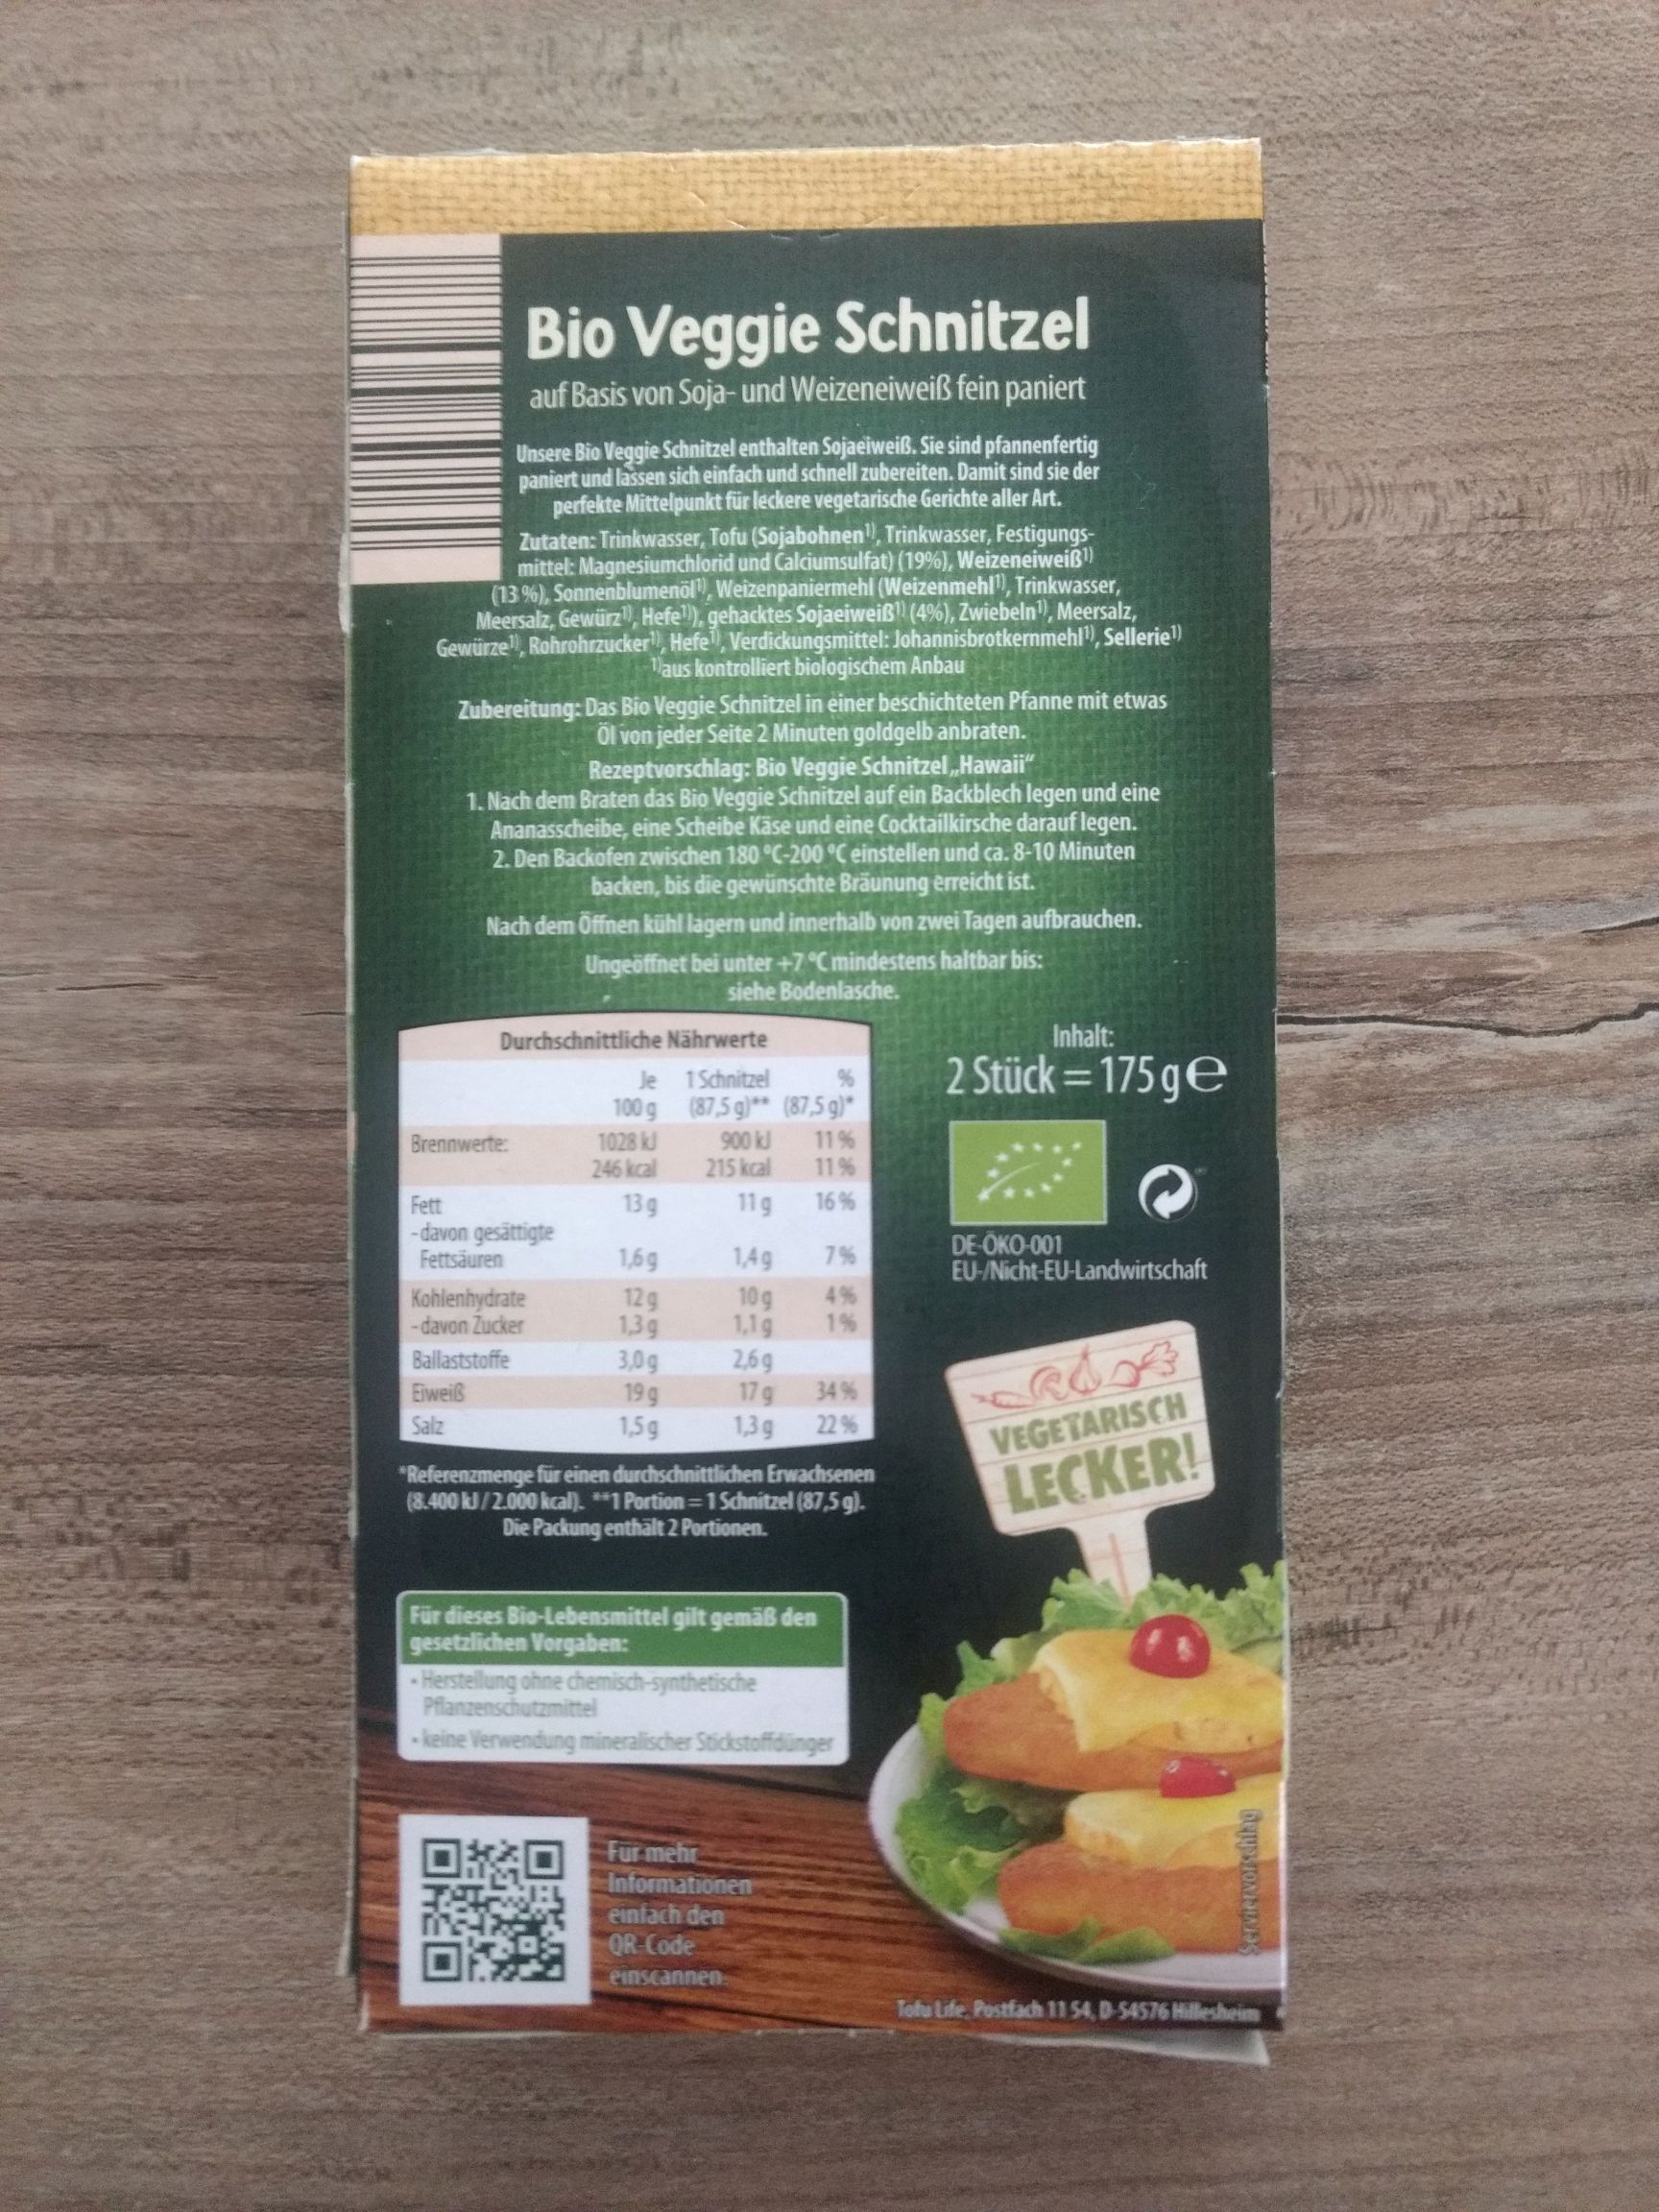 Bio Veggie Schnitzel
auf Basis von Soja- und Weizeneiweiß fein paniert
Unsere Bio Veggie Schnitzel enthalten Sojaeiweiß. Sie sind pfannenfertig
paniert und lassen sich einfach und schnell zubereiten. Damit sind sie der
perfekte Mittelpunkt für leckere vegetarische Gerichte aller Art.
Zutaten: Trinkwasser, Tofu (Sojabohnen¹⁾, Trinkwasser, Festigungs-
mittel: Magnesiumchlorid und Calciumsulfat) (19%), Weizeneiweiß¹⁾
(13 %), Sonnenblumenöl¹⁾, Weizenpaniermehl (Weizenmehl¹⁾, Trinkwasser,
Meersalz, Gewürz¹⁾, Hefe¹⁾), gehacktes Sojaeiweiß¹⁾ (4%), Zwiebeln¹⁾, Meersalz,
Gewürze¹⁾, Rohrohrzucker¹⁾, Hefe¹⁾, Verdickungsmittel: Johannisbrotkernmehl¹⁾, Sellerie¹⁾
¹⁾aus kontrolliert biologischem Anbau
Zubereitung: Das Bio Veggie Schnitzel in einer beschichteten Pfanne mit etwas
Öl von jeder Seite 2 Minuten goldgelb anbraten.
Rezeptvorschlag: Bio Veggie Schnitzel „Hawaii“
1. Nach dem Braten das Bio Veggie Schnitzel auf ein Backblech legen und eine
Ananasscheibe, eine Scheibe Käse und eine Cocktailkirsche darauf legen.
2. Den Backofen zwischen 180 °C-200 °C einstellen und ca. 8-10 Minuten
backen, bis die gewünschte Bräunung erreicht ist.
Nach dem Öffnen kühl lagern und innerhalb von zwei Tagen aufbrauchen.
Ungeöffnet bei unter +7 °C mindestens haltbar bis:
siehe Bodenlasche.
Durchschnittliche Nährwerte
Je 1 Schnitzel %
100 g (87,5 g)** (87,5 g)*
Brennwerte: 1028 kJ 900 kJ 11 %
246 kcal 215 kcal 11 %
Fett 13 g 11 g 16 %
- davon gesättigte
Fettsäuren 1,6 g 1,4 g 7 %
Kohlenhydrate 12 g 10 g 4 %
- davon Zucker 1,3 g 1,1 g 1 %
Ballaststoffe 3,0 g 2,6 g
Eiweiß 19 g 17 g 34 %
Salz 1,5 g 1,3 g 22 %
*Referenzmenge für einen durchschnittlichen Erwachsenen
(8.400 kJ / 2.000 kcal). **1 Portion = 1 Schnitzel (87,5 g).
Die Packung enthält 2 Portionen.
Inhalt:
2 Stück = 175 g ℮
DE-ÖKO-001
EU-/Nicht-EU-Landwirtschaft
VEGETARISCH
LECKER!
Für dieses Bio-Lebensmittel gilt gemäß den
gesetzlichen Vorgaben:
• Herstellung ohne chemisch-synthetische
Pflanzenschutzmittel
• keine Verwendung mineralischer Stickstoffdünger
Für mehr
Informationen
einfach den
QR-Code
einscannen.
Serviervorschlag
Tofu Life, Postfach 11 54, D-54576 Hillesheim